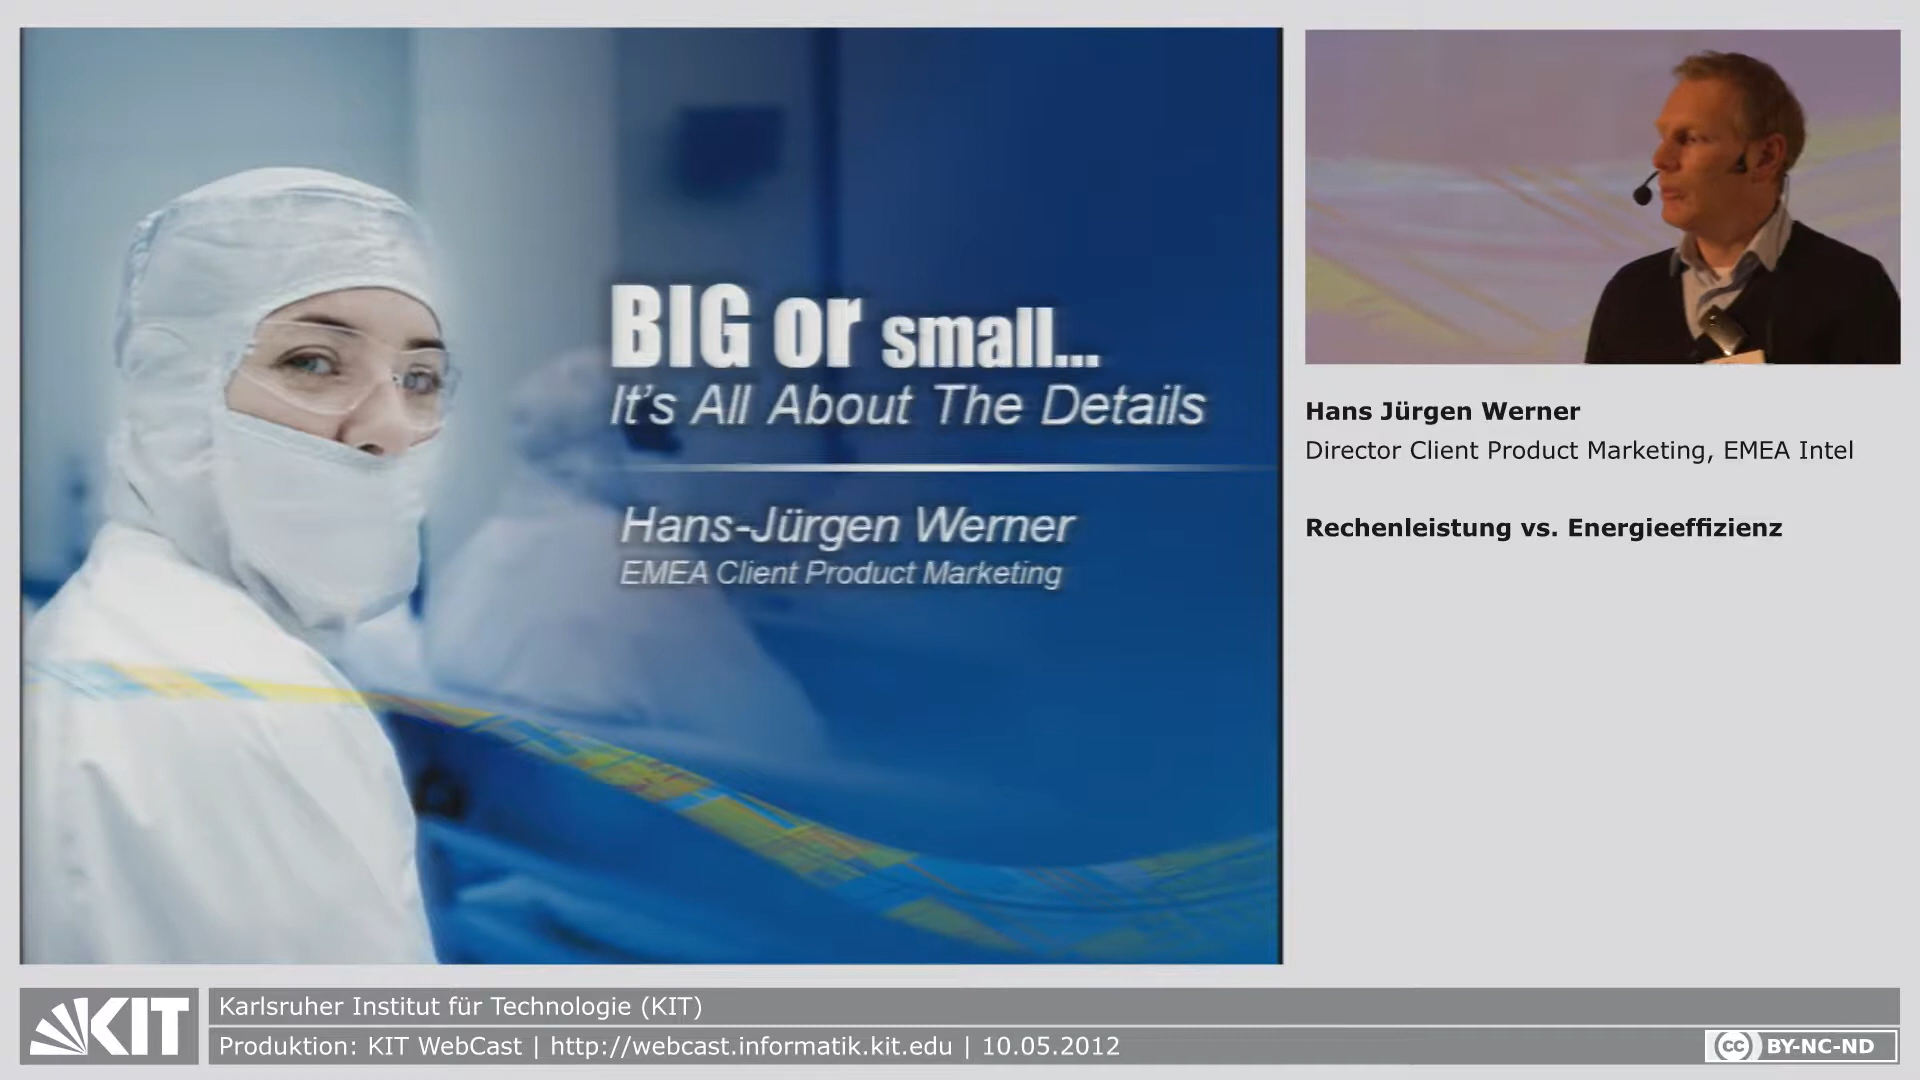 BIG or small...
It's All About The Details
Hans-Jürgen Werner
EMEA Client Product Marketing
Hans Jürgen Werner
Director Client Product Marketing, EMEA Intel
Rechenleistung vs. Energieeffizienz
KIT
Karlsruher Institut für Technologie (KIT)
Produktion: KIT WebCast | http://webcast.informatik.kit.edu | 10.05.2012
cc BY-NC-ND